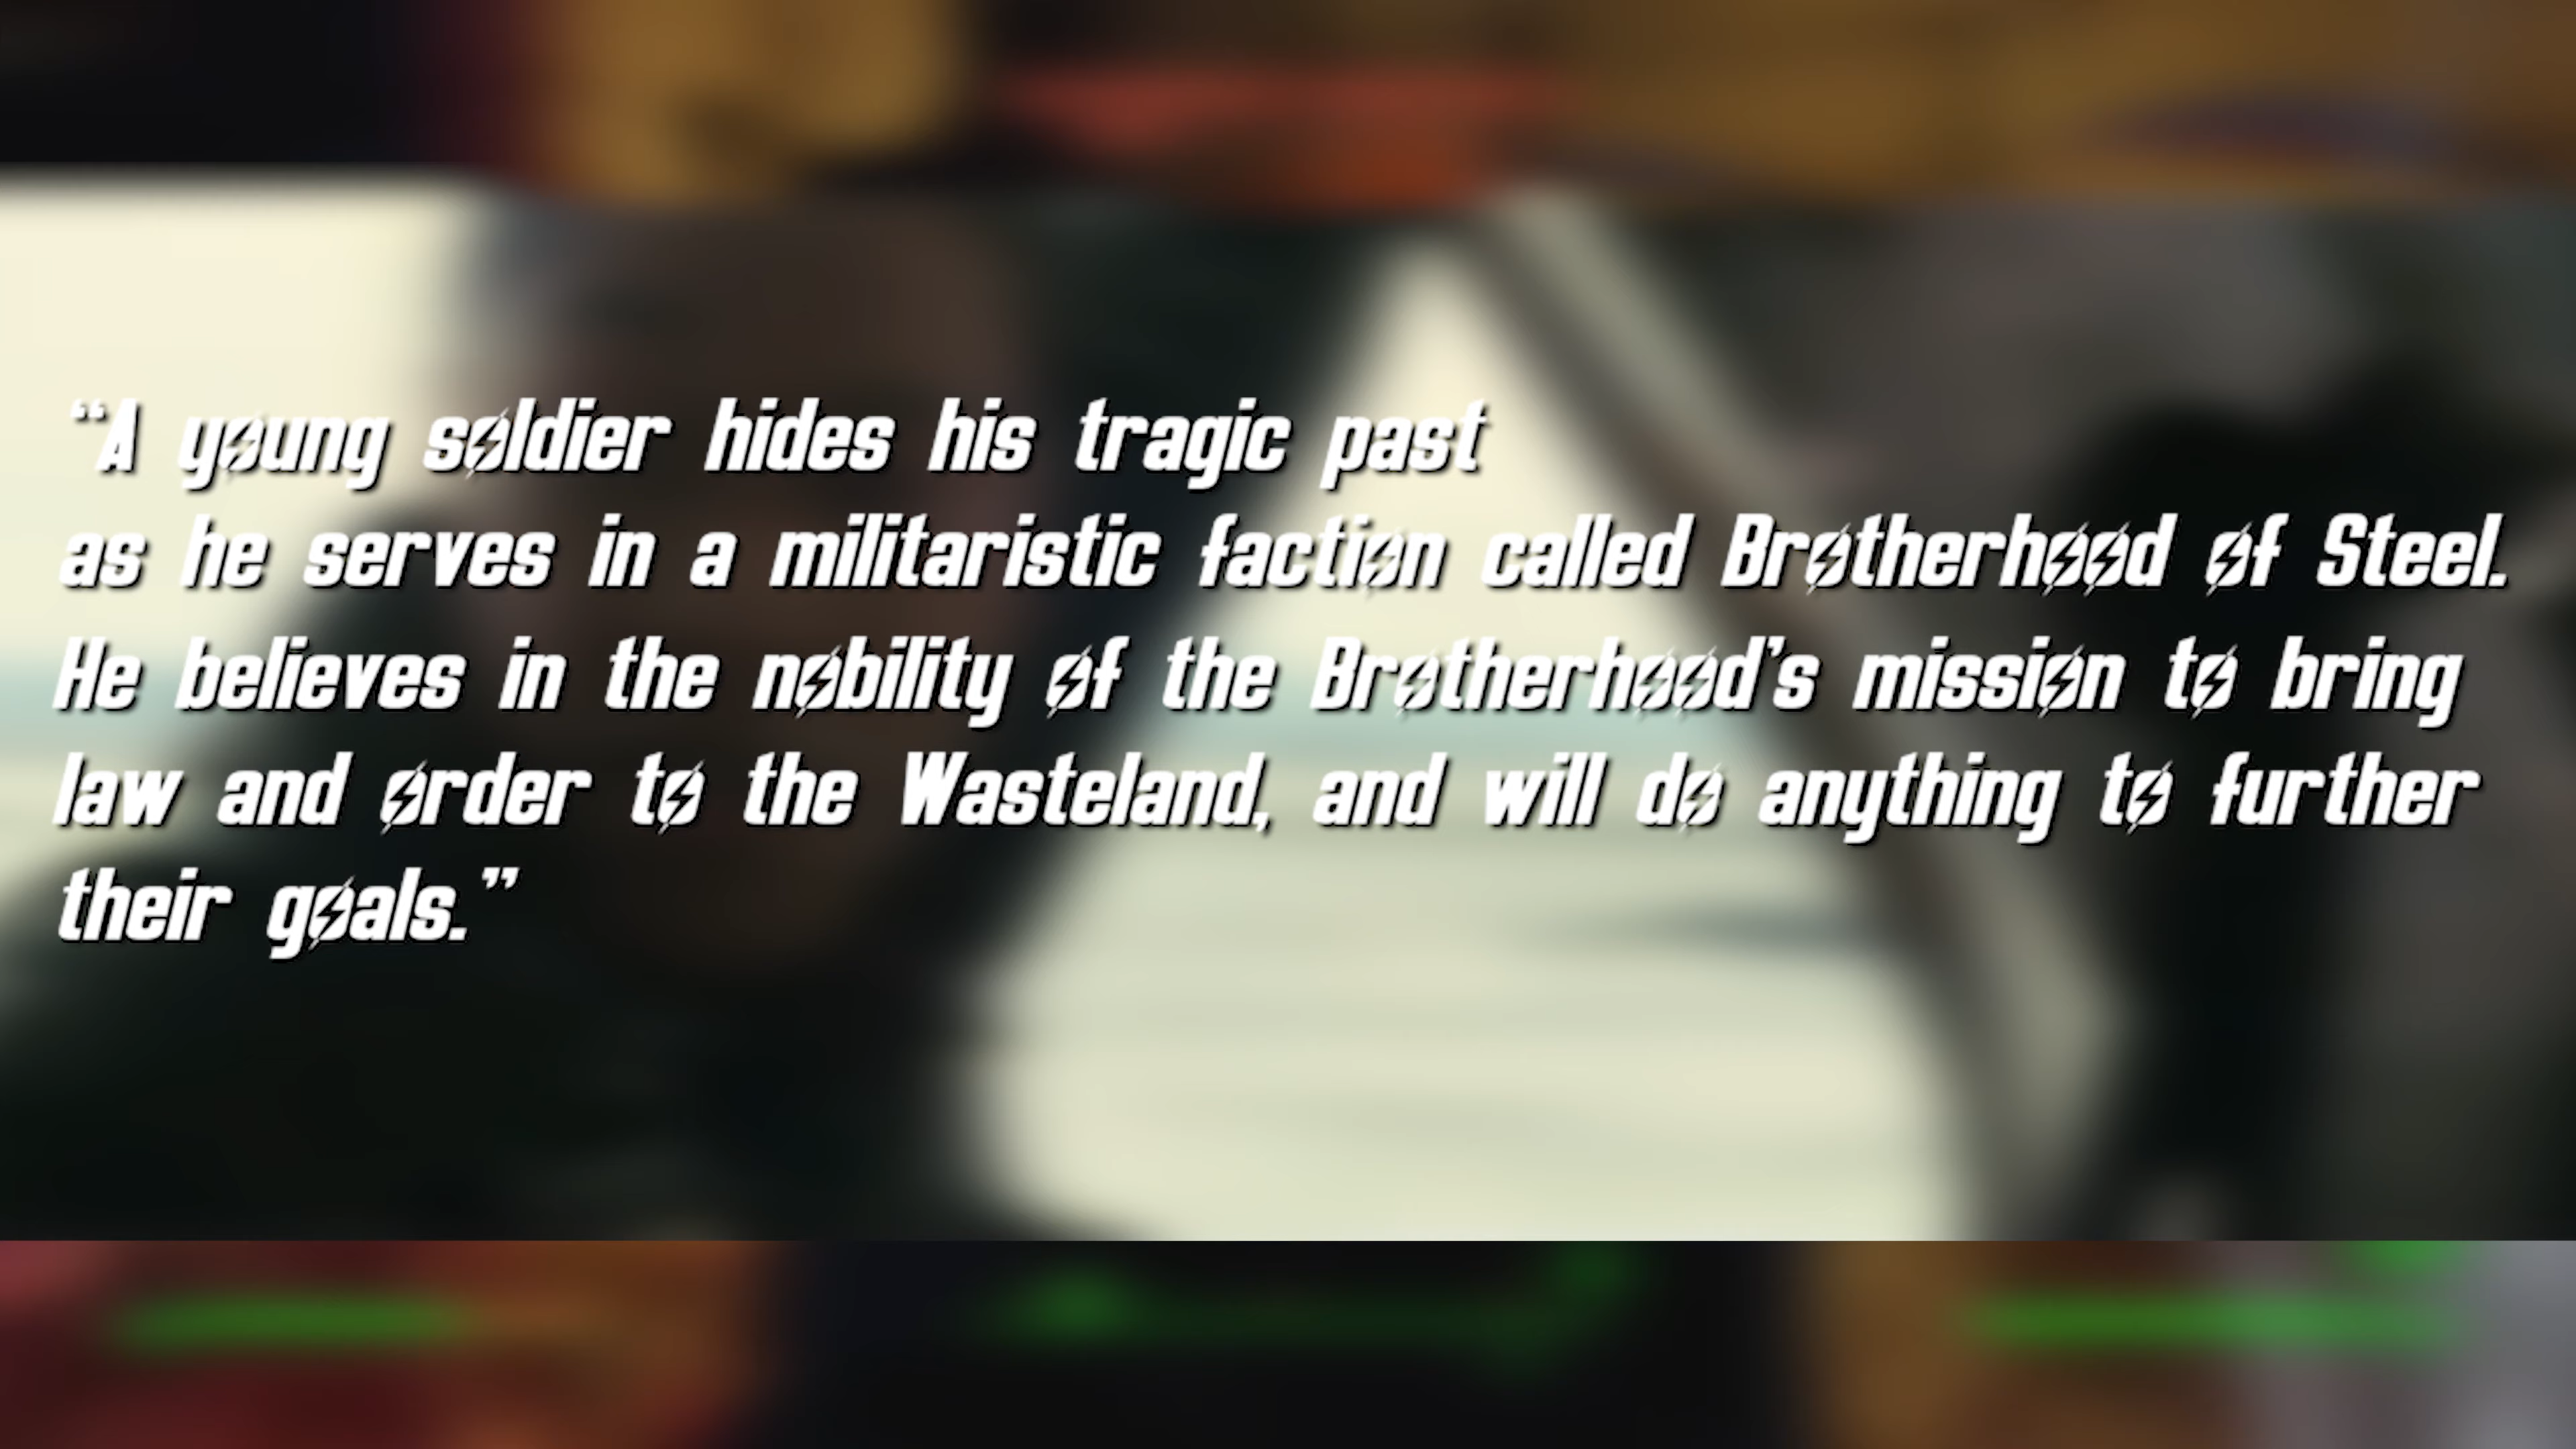 “A young soldier hides his tragic past
as he serves in a militaristic faction called Brotherhood of Steel.
He believes in the nobility of the Brotherhood’s mission to bring
law and order to the Wasteland, and will do anything to further
their goals.”